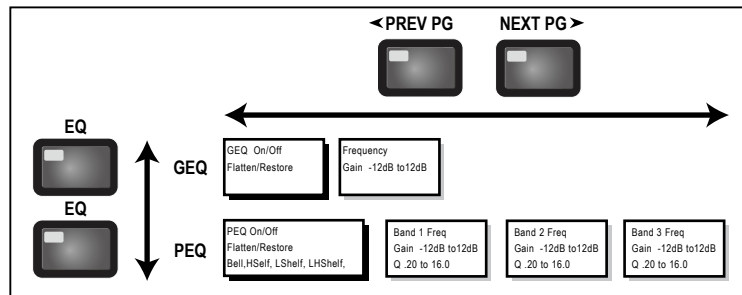 <PREV PG NEXT PG>
EQ
GEQ
GEQ On/Off
Flatten/Restore
Frequency
Gain -12dB to12dB
EQ
PEQ
PEQ On/Off
Flatten/Restore
Bell,HSelf, LShelf, LHShelf,
Band 1 Freq
Gain -12dB to12dB
Q .20 to 16.0
Band 2 Freq
Gain -12dB to12dB
Q .20 to 16.0
Band 3 Freq
Gain -12dB to12dB
Q .20 to 16.0